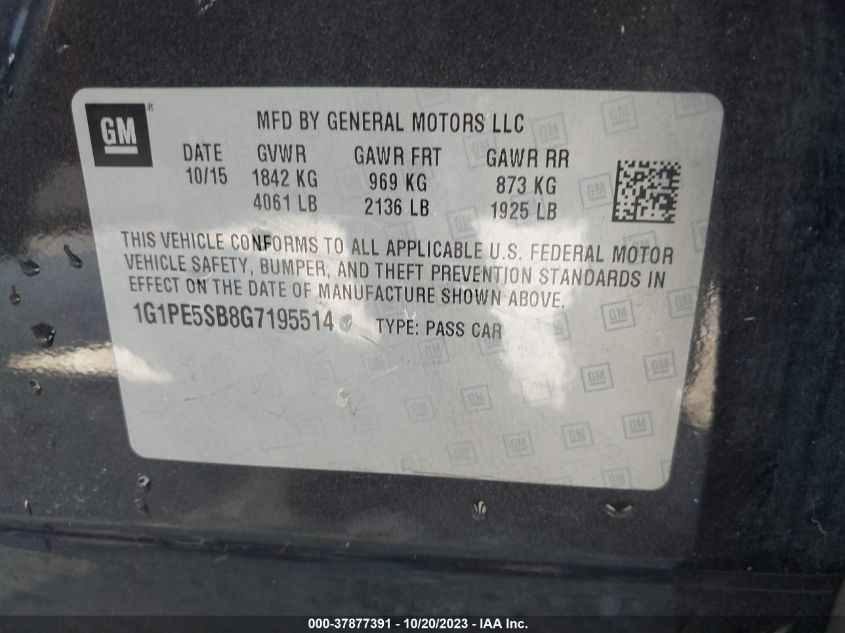 GM
MFD BY GENERAL MOTORS LLC
DATE GVWR GAWR FRT GAWR RR
10/15 1842 KG 969 KG 873 KG
4061 LB 2136 LB 1925 LB
THIS VEHICLE CONFORMS TO ALL APPLICABLE U.S. FEDERAL MOTOR
VEHICLE SAFETY, BUMPER, AND THEFT PREVENTION STANDARDS IN
EFFECT ON THE DATE OF MANUFACTURE SHOWN ABOVE.
1G1PE5SB8G7195514 TYPE: PASS CAR
000-37877391 - 10/20/2023 - IAA Inc.